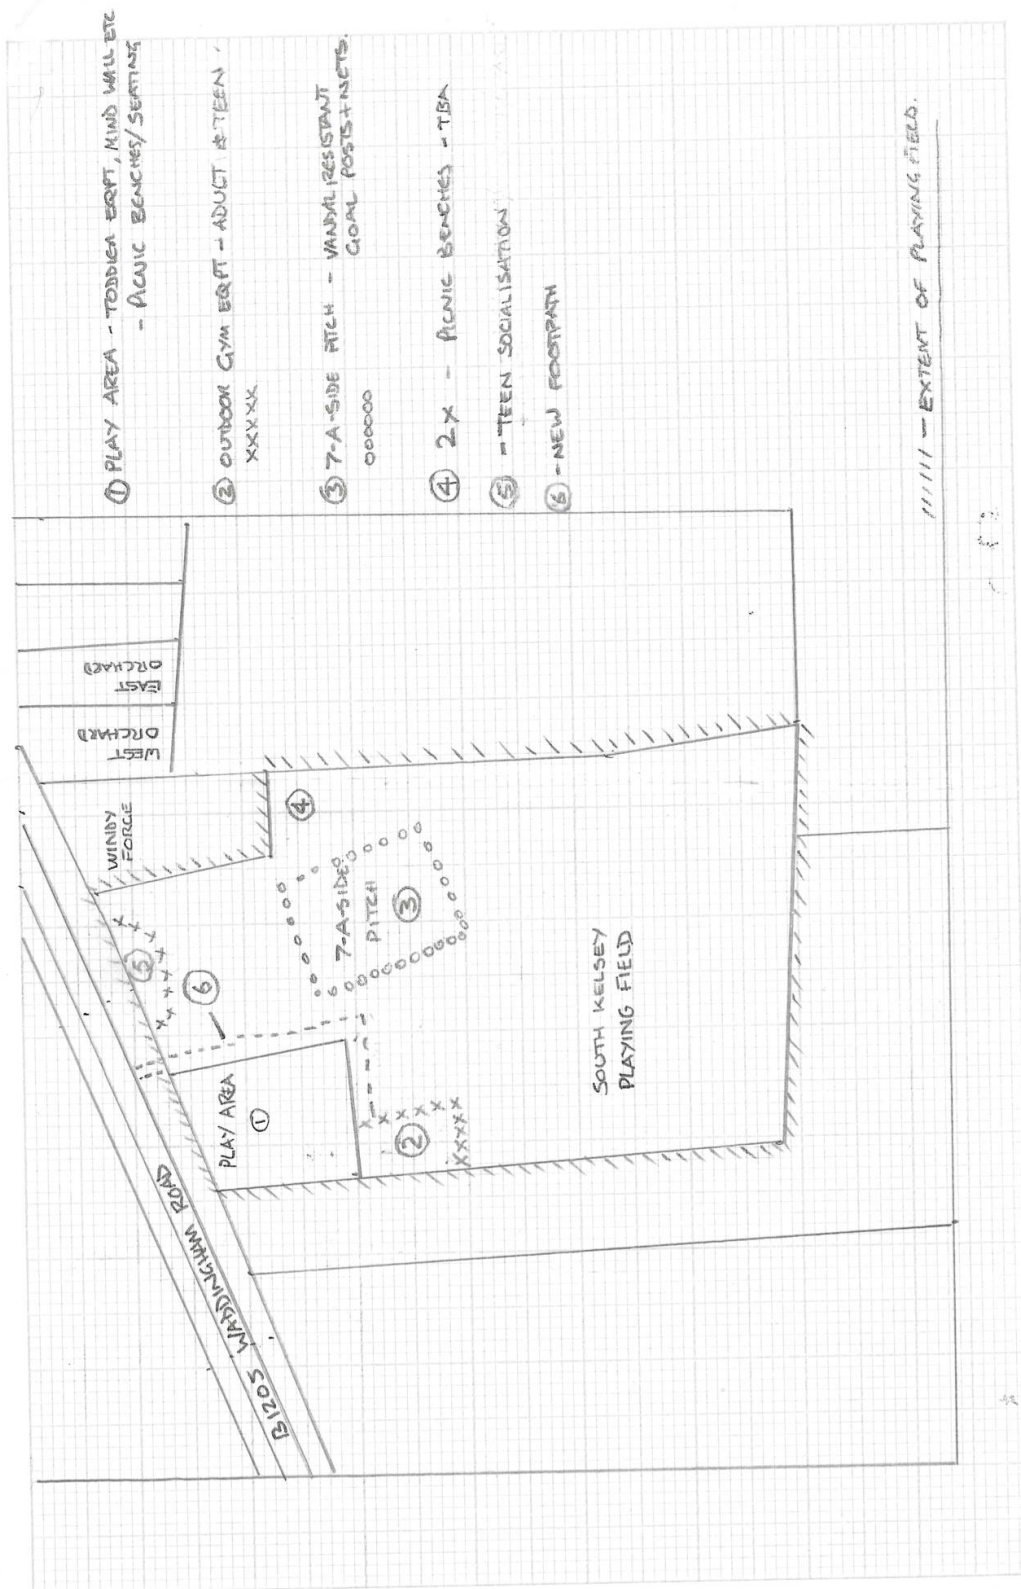 ① PLAY AREA - TODDLER EQPT, MIND WALL ETC
- PICNIC BENCHES/SEATING
② OUTDOOR GYM EQPT - ADULT & TEEN.
XXXXX
③ 7-A-SIDE PITCH - VANDAL RESISTANT
GOAL POSTS + NETS.
000000
④ 2X - PICNIC BENCHES - TBA
⑤ - TEEN SOCIALISATION
⑥ - NEW FOOTPATH
////// - EXTENT OF PLAYING FIELD.
B1205 WADDINGHAM ROAD
WINDY
FORGE
WEST
ORCHARD
EAST
ORCHARD
PLAY AREA
①
②
7-A-SIDE
PITCH
③
④
⑤
⑥
SOUTH KELSEY
PLAYING FIELD